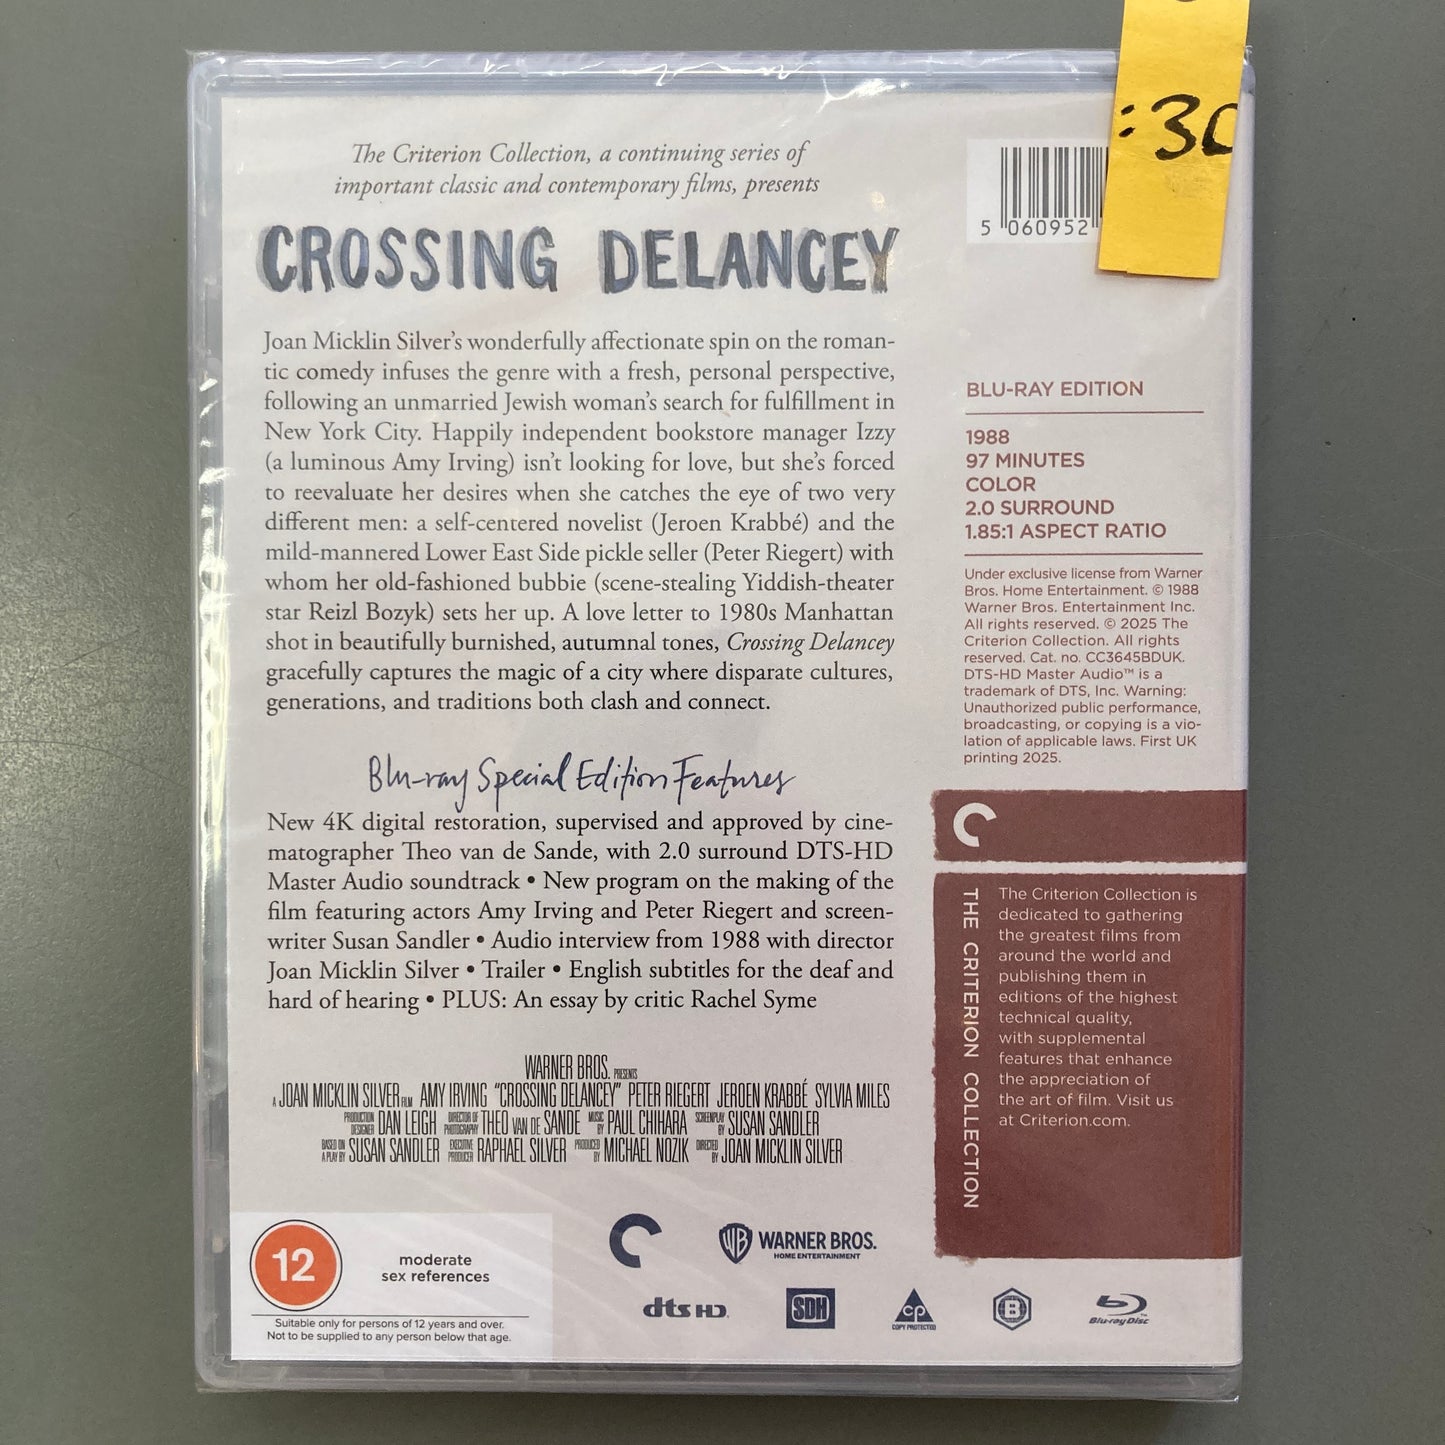 :30
The Criterion Collection, a continuing series of
important classic and contemporary films, presents
CROSSING DELANCEY
Joan Micklin Silver's wonderfully affectionate spin on the roman-
tic comedy infuses the genre with a fresh, personal perspective,
following an unmarried Jewish woman's search for fulfillment in
New York City. Happily independent bookstore manager Izzy
(a luminous Amy Irving) isn't looking for love, but she's forced
to reevaluate her desires when she catches the eye of two very
different men: a self-centered novelist (Jeroen Krabbé) and the
mild-mannered Lower East Side pickle seller (Peter Riegert) with
whom her old-fashioned bubbie (scene-stealing Yiddish-theater
star Reizl Bozyk) sets her up. A love letter to 1980s Manhattan
shot in beautifully burnished, autumnal tones, Crossing Delancey
gracefully captures the magic of a city where disparate cultures,
generations, and traditions both clash and connect.
Blu-ray Special Edition Features
New 4K digital restoration, supervised and approved by cine-
matographer Theo van de Sande, with 2.0 surround DTS-HD
Master Audio soundtrack • New program on the making of the
film featuring actors Amy Irving and Peter Riegert and screen-
writer Susan Sandler • Audio interview from 1988 with director
Joan Micklin Silver • Trailer • English subtitles for the deaf and
hard of hearing • PLUS: An essay by critic Rachel Syme
WARNER BROS. PRESENTS
A JOAN MICKLIN SILVER FILM AMY IRVING "CROSSING DELANCEY" PETER RIEGERT JEROEN KRABBÉ SYLVIA MILES
PRODUCTION DESIGNER DAN LEIGH DIRECTOR OF PHOTOGRAPHY THEO VAN DE SANDE MUSIC BY PAUL CHIHARA SCREENPLAY BY SUSAN SANDLER
BASED ON A PLAY BY SUSAN SANDLER EXECUTIVE PRODUCER RAPHAEL SILVER PRODUCED BY MICHAEL NOZIK DIRECTED BY JOAN MICKLIN SILVER
5 060952
BLU-RAY EDITION
1988
97 MINUTES
COLOR
2.0 SURROUND
1.85:1 ASPECT RATIO
Under exclusive license from Warner
Bros. Home Entertainment. © 1988
Warner Bros. Entertainment Inc.
All rights reserved. © 2025 The
Criterion Collection. All rights
reserved. Cat. no. CC3645BDUK.
DTS-HD Master Audio™ is a
trademark of DTS, Inc. Warning:
Unauthorized public performance,
broadcasting, or copying is a vio-
lation of applicable laws. First UK
printing 2025.
THE CRITERION COLLECTION
The Criterion Collection is
dedicated to gathering
the greatest films from
around the world and
publishing them in
editions of the highest
technical quality,
with supplemental
features that enhance
the appreciation of
the art of film. Visit us
at Criterion.com.
12
moderate
sex references
Suitable only for persons of 12 years and over.
Not to be supplied to any person below that age.
WB WARNER BROS.
HOME ENTERTAINMENT
dts HD
SDH
CP
COPY PROTECTED
B
Blu-ray Disc